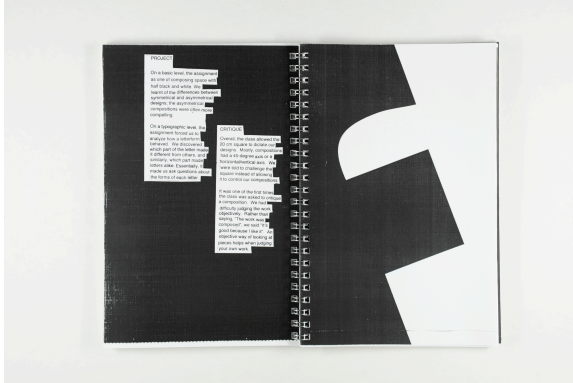 PROJECT
On a basic level, the assignment
was one of composing space with
half black and white. We
learnt of the differences between
symmetrical and asymmetrical
designs, the asymmetrical
compositions were often more
compelling.
On a typographic level, the
assignment forced us to
analyze how a letterform
behaved. We discovered
which part of the letter made
it different from others, and
similarly, which part made
letters alike. Essentially, it
made us ask questions about
the forms of each letter.
CRITIQUE
Overall, the class allowed the
20 cm square to dictate our
designs. Mostly, compositions
had a 45 degree axis or a
horizontal/vertical axis. We
were told to challenge the
square instead of allowing
it to control our compositions.
It was one of the first times
the class was asked to critique
a composition. We had
difficulty judging the work
objectively. Rather than
saying, "The work was
composed", we said "It's
good because I like it". An
objective way of looking at
pieces helps when judging
your own work.